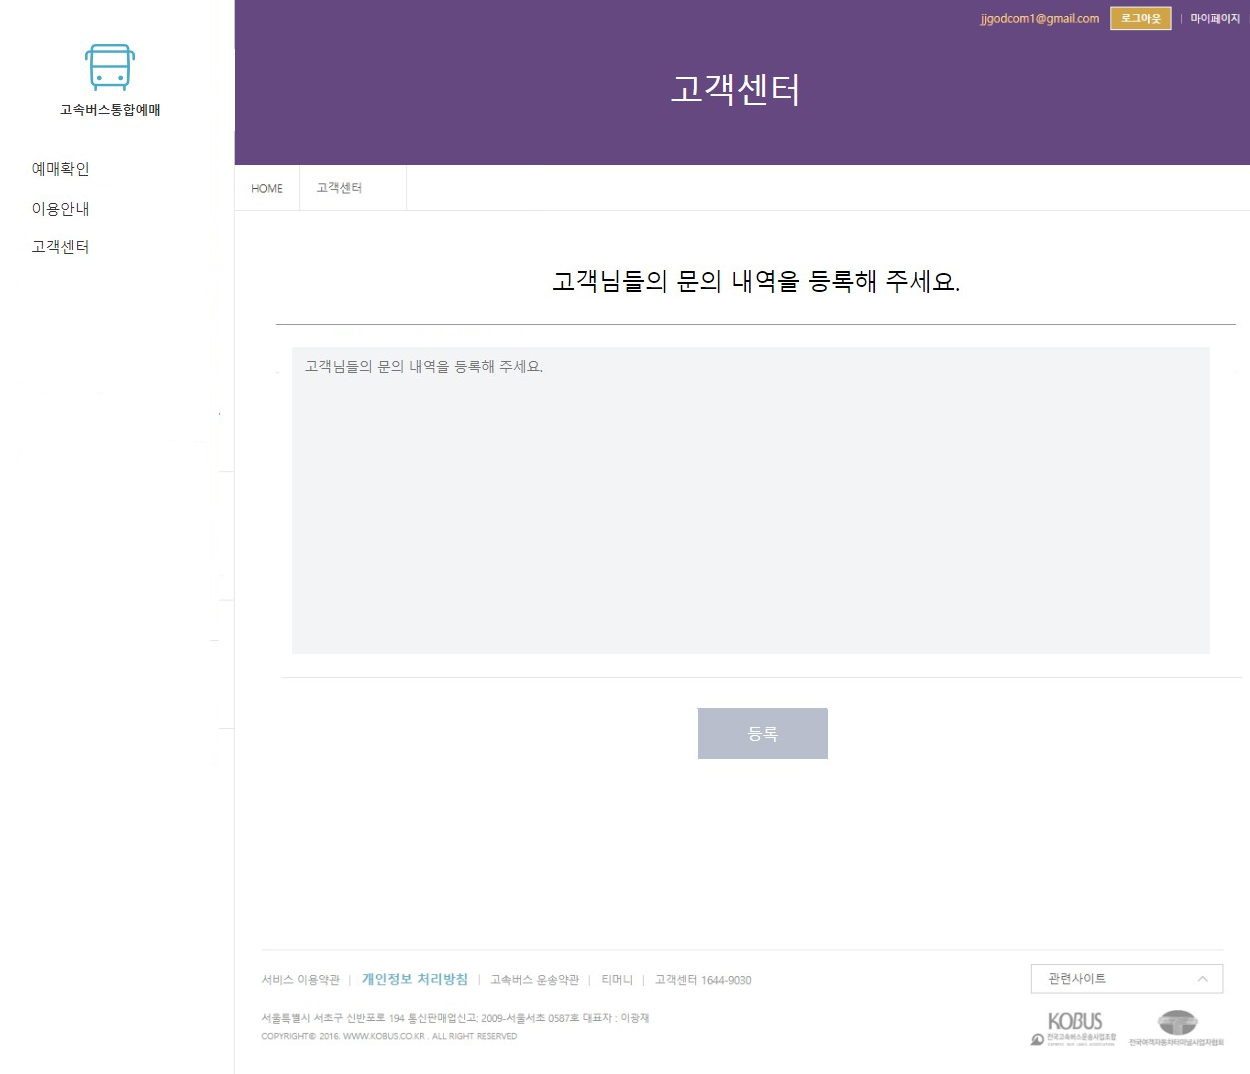 jjgodcom1@gmail.com 로그아웃 | 마이페이지
고속버스통합예매
고객센터
예매확인
이용안내
고객센터
HOME 고객센터
고객님들의 문의 내역을 등록해 주세요.
고객님들의 문의 내역을 등록해 주세요.
등록
서비스 이용약관 | 개인정보 처리방침 | 고속버스 운송약관 | 티머니 | 고객센터 1644-9030
관련사이트
서울특별시 서초구 신반포로 194 통신판매업신고: 2009-서울서초 0587호 대표자 : 이광재
COPYRIGHT© 2016. WWW.KOBUS.CO.KR . ALL RIGHT RESERVED
KOBUS
전국고속버스운송사업조합
전국여객자동차터미널사업자협회